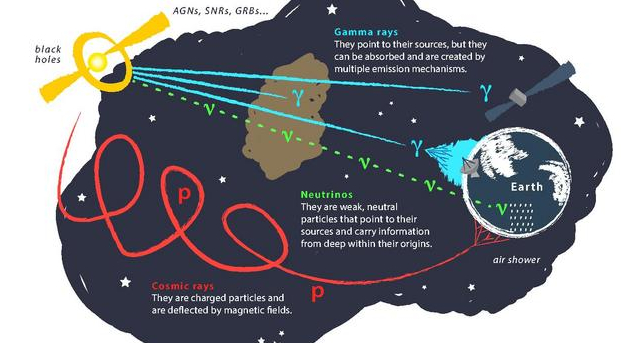 AGNs, SNRs, GRBs...
black
holes
Gamma rays
They point to their sources, but they
can be absorbed and are created by
multiple emission mechanisms.
γ
γ
ν
ν
γ
ν
ν
Earth
ν
p
Neutrinos
They are weak, neutral
particles that point to their
sources and carry information
from deep within their origins.
air shower
Cosmic rays
They are charged particles and
are deflected by magnetic fields.
p